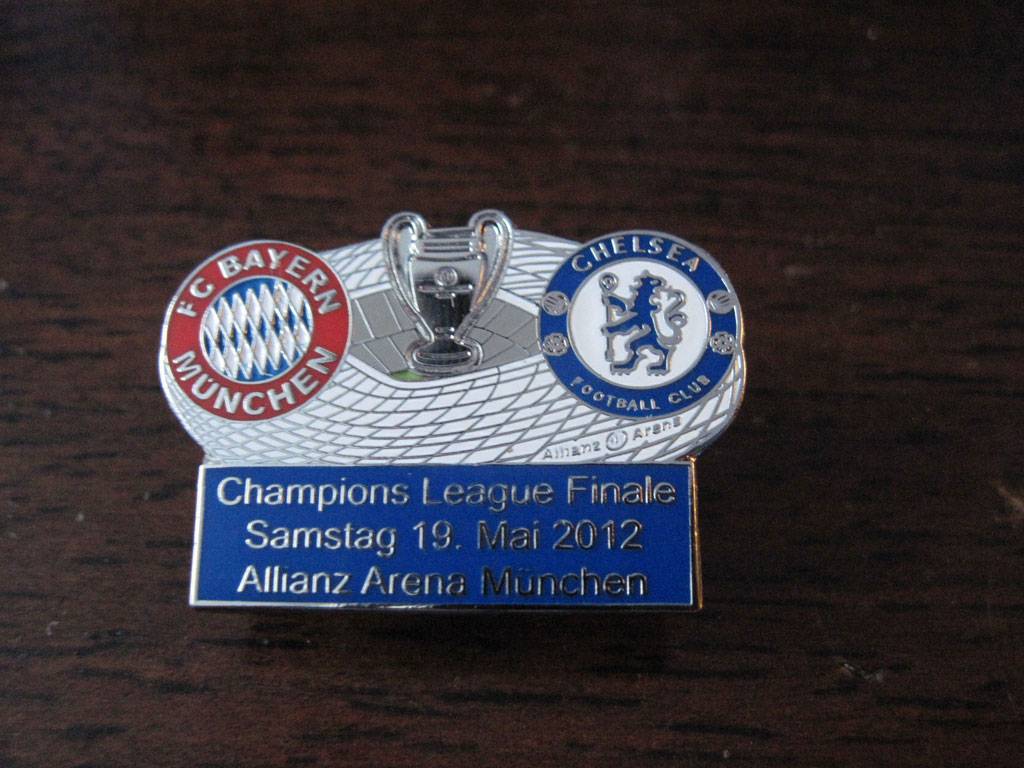 FC BAYERN
MÜNCHEN
CHELSEA
FOOTBALL CLUB
Allianz Arena
Champions League Finale
Samstag 19. Mai 2012
Allianz Arena München